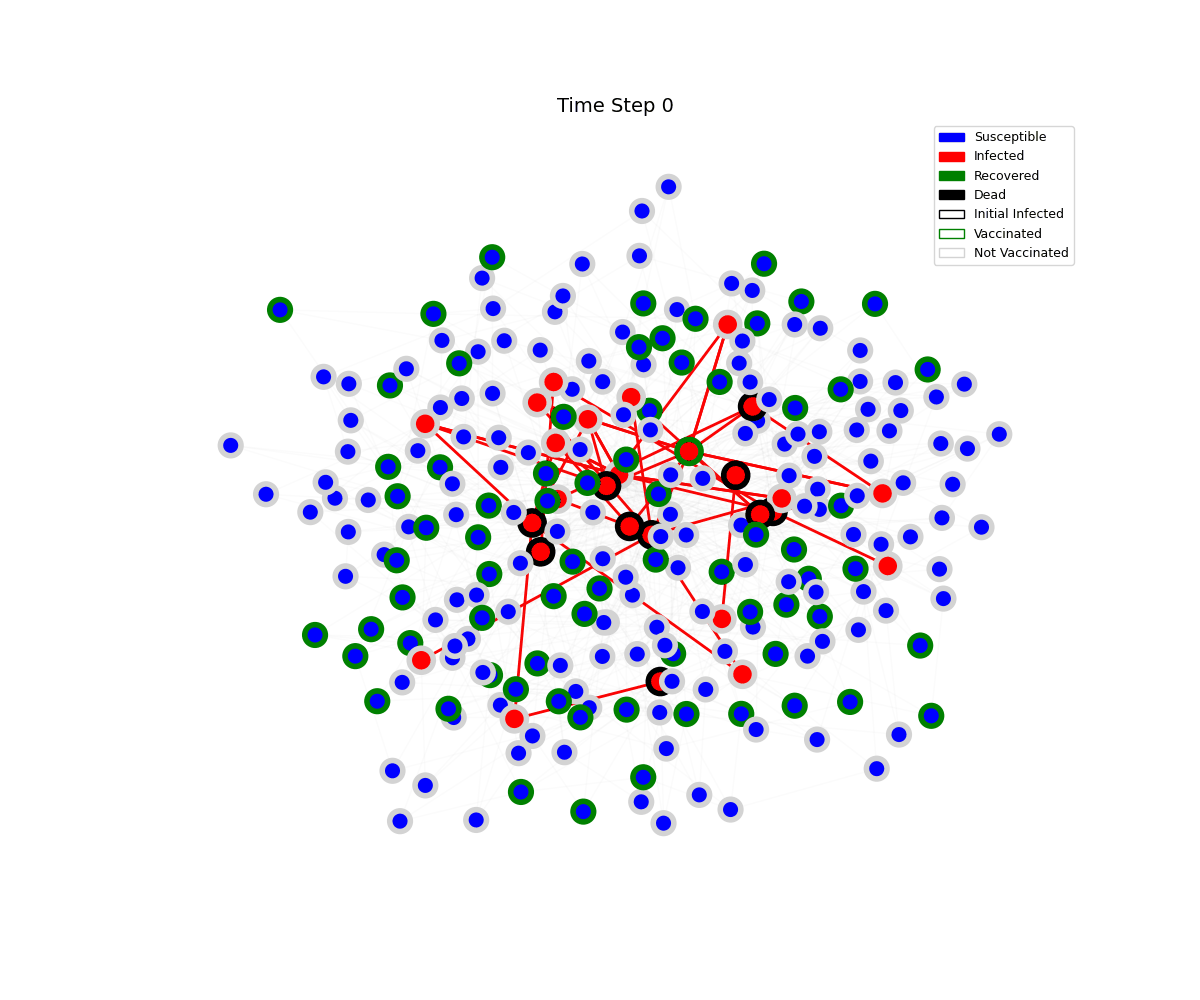 Time Step 0
Susceptible
Infected
Recovered
Dead
Initial Infected
Vaccinated
Not Vaccinated